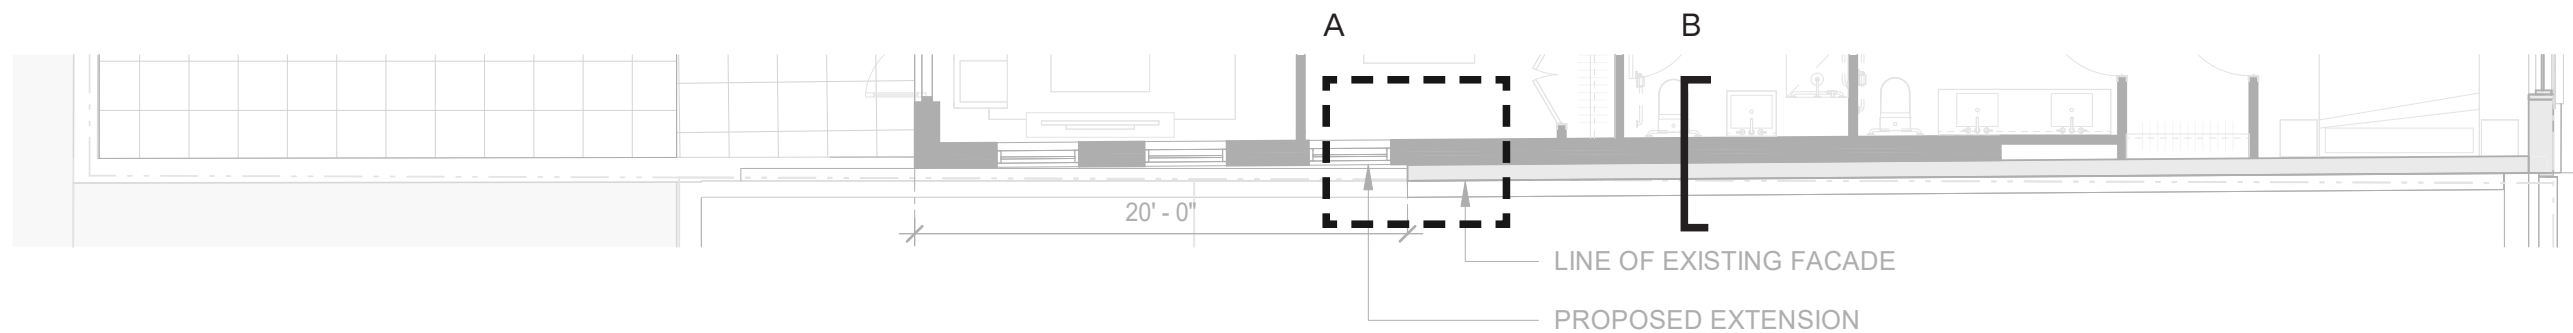 A
B
20' - 0"
LINE OF EXISTING FACADE
PROPOSED EXTENSION